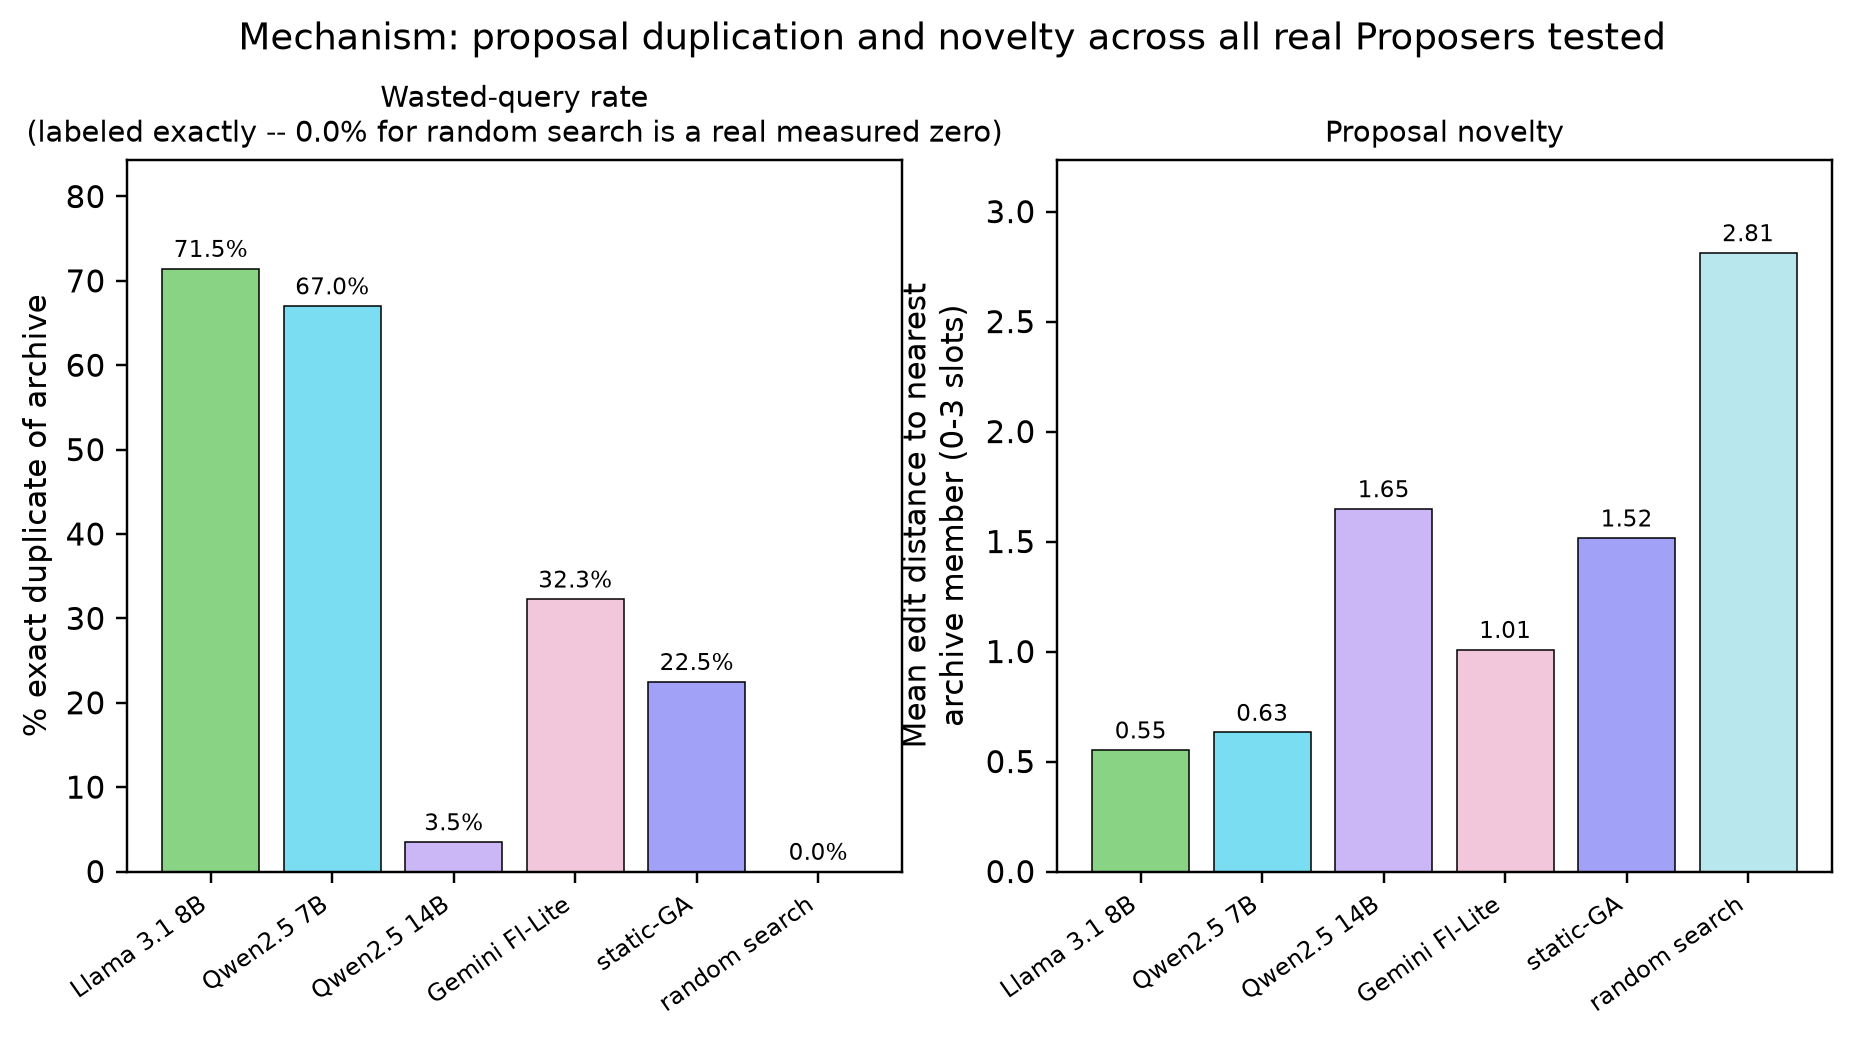 Mechanism: proposal duplication and novelty across all real Proposers tested
Wasted-query rate
(labeled exactly -- 0.0% for random search is a real measured zero)
% exact duplicate of archive
80
70
60
50
40
30
20
10
0
71.5%
67.0%
3.5%
32.3%
22.5%
0.0%
Llama 3.1 8B
Qwen2.5 7B
Qwen2.5 14B
Gemini Fl-Lite
static-GA
random search
Proposal novelty
Mean edit distance to nearest
archive member (0-3 slots)
3.0
2.5
2.0
1.5
1.0
0.5
0.0
0.55
0.63
1.65
1.01
1.52
2.81
Llama 3.1 8B
Qwen2.5 7B
Qwen2.5 14B
Gemini Fl-Lite
static-GA
random search